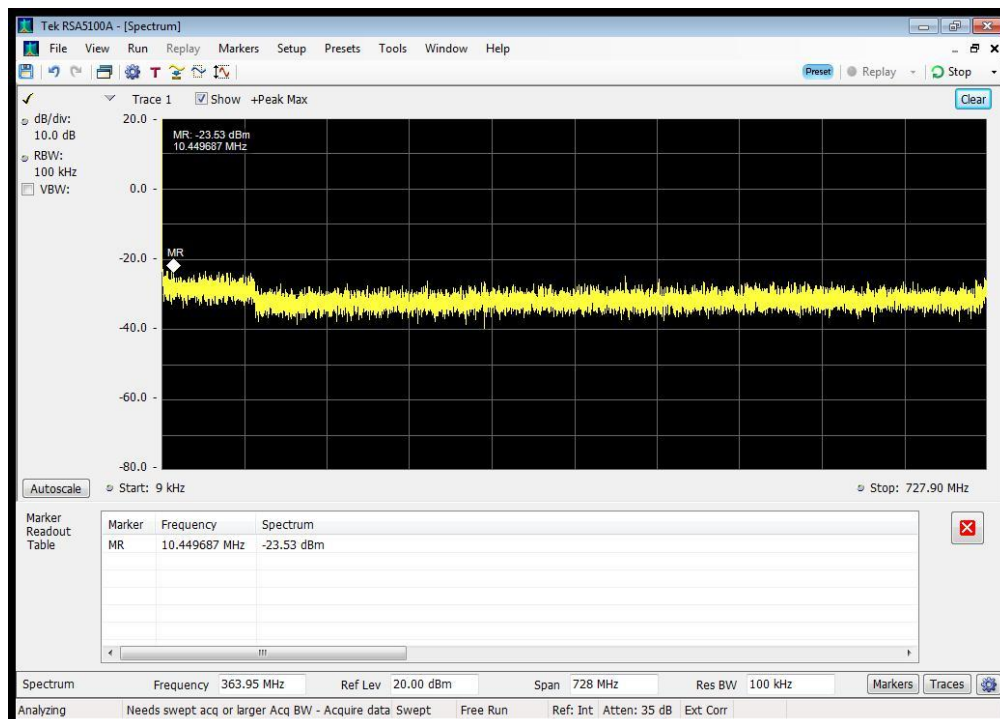 Tek RSA5100A - [Spectrum]
File View Run Replay Markers Setup Presets Tools Window Help
T Preset Replay Stop
Trace 1 Show +Peak Max Clear
dB/div:
10.0 dB
RBW:
100 kHz
VBW:
20.0
0.0
-20.0
-40.0
-60.0
-80.0
MR: -23.53 dBm
10.449687 MHz
MR
Autoscale Start: 9 kHz Stop: 727.90 MHz
Marker Readout Table
Marker Frequency Spectrum
MR 10.449687 MHz -23.53 dBm
Spectrum Frequency 363.95 MHz Ref Lev 20.00 dBm Span 728 MHz Res BW 100 kHz Markers Traces
Analyzing Needs swept acq or larger Acq BW - Acquire data Swept Free Run Ref: Int Atten: 35 dB Ext Corr